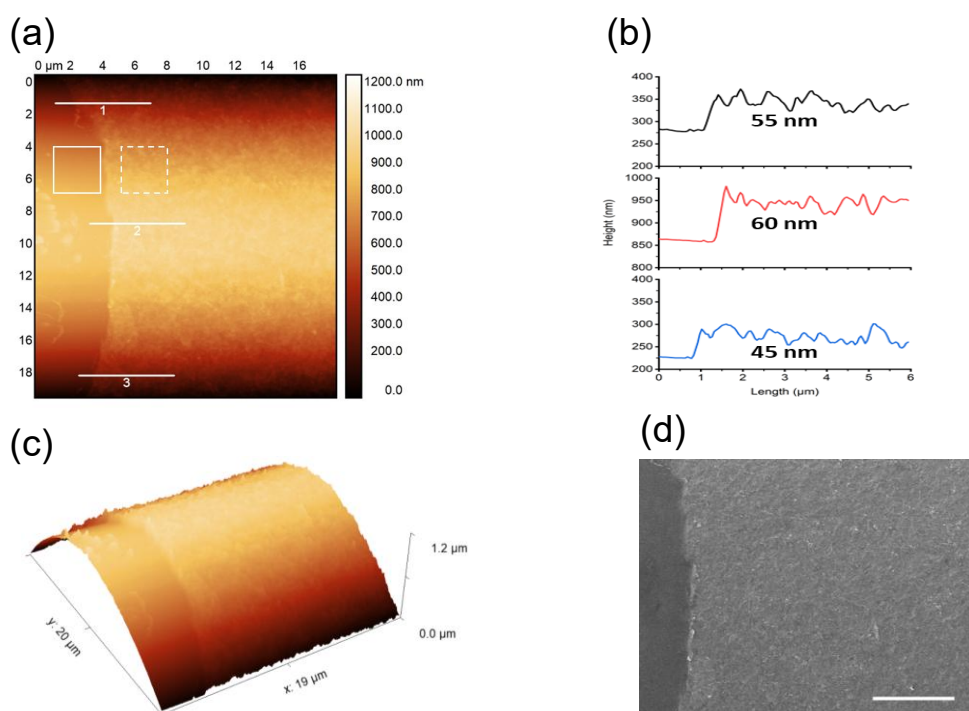 (a)
0 µm 2 4 6 8 10 12 14 16
0
2
4
6
8
10
12
14
16
18
1
2
3
1200.0 nm
1100.0
1000.0
900.0
800.0
700.0
600.0
500.0
400.0
300.0
200.0
0.0
(b)
400
350
300
250
200
55 nm
1000
950
900
850
800
60 nm
Height (nm)
350
300
250
200
45 nm
0 1 2 3 4 5 6
Length (µm)
(c)
1.2 µm
0.0 µm
y: 20 µm
x: 19 µm
(d)